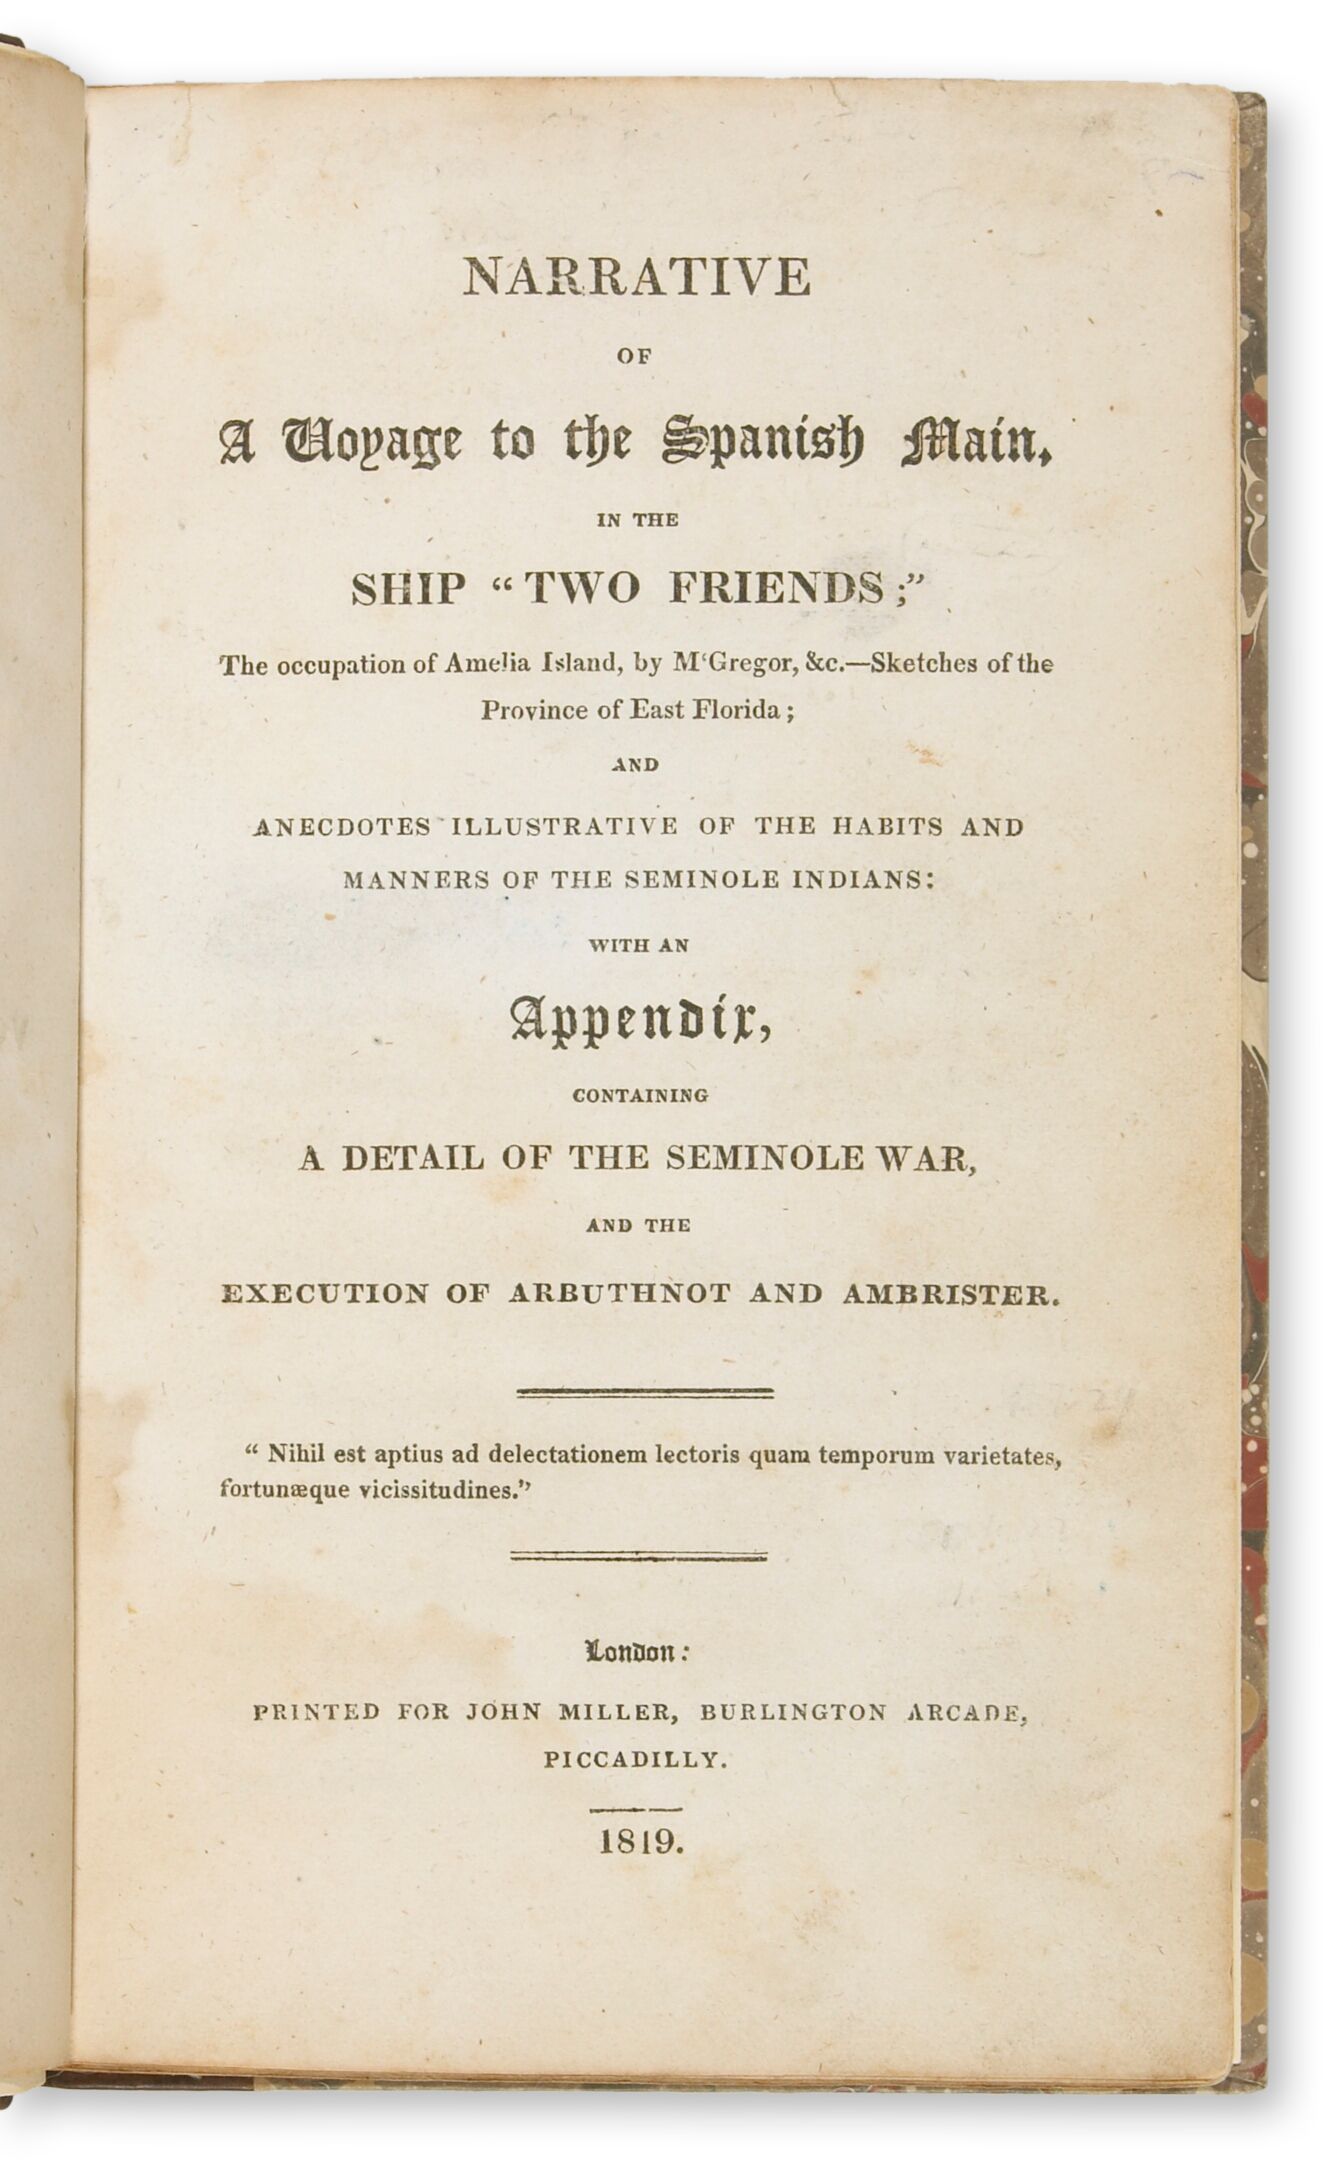 NARRATIVE
OF
A Voyage to the Spanish Main,
IN THE
SHIP “TWO FRIENDS;”
The occupation of Amelia Island, by M‘Gregor, &c.—Sketches of the
Province of East Florida;
AND
ANECDOTES ILLUSTRATIVE OF THE HABITS AND
MANNERS OF THE SEMINOLE INDIANS:
WITH AN
Appendix,
CONTAINING
A DETAIL OF THE SEMINOLE WAR,
AND THE
EXECUTION OF ARBUTHNOT AND AMBRISTER.
“ Nihil est aptius ad delectationem lectoris quam temporum varietates,
fortunæque vicissitudines.”
London:
PRINTED FOR JOHN MILLER, BURLINGTON ARCADE,
PICCADILLY.
1819.